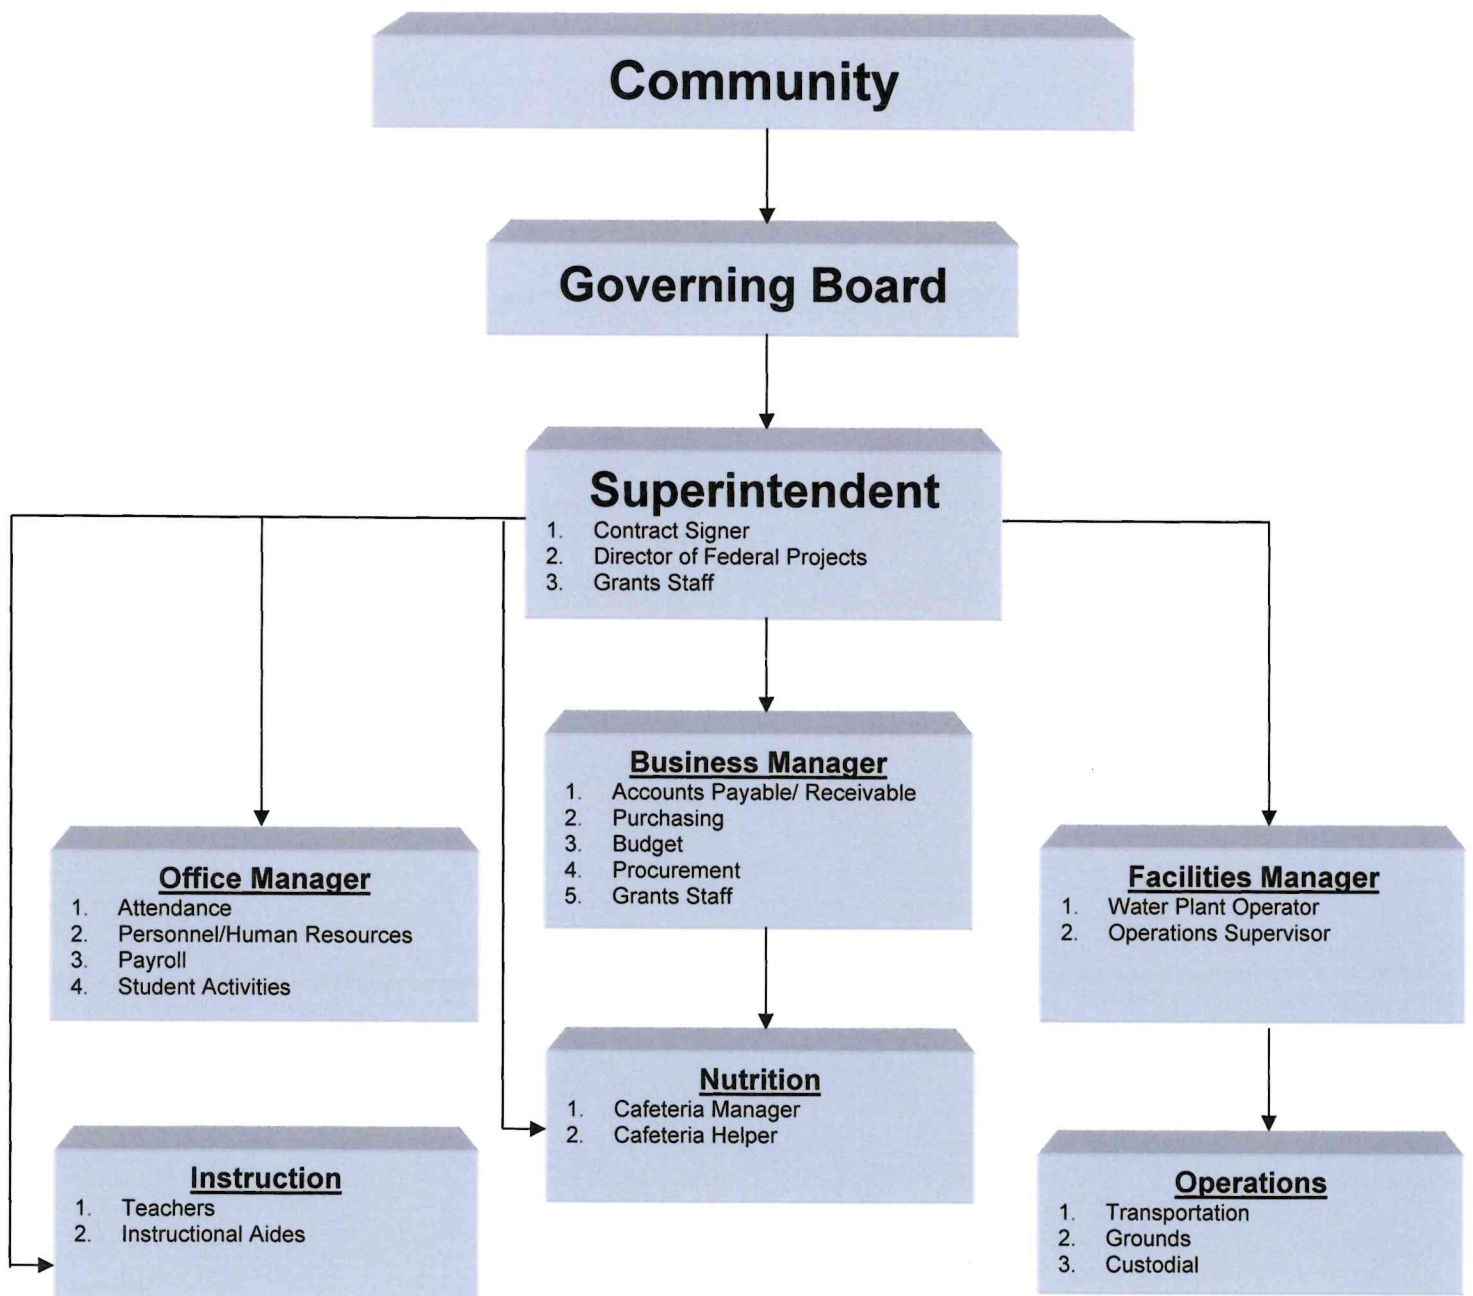 Community
Governing Board
Superintendent
1. Contract Signer
2. Director of Federal Projects
3. Grants Staff
Business Manager
1. Accounts Payable/ Receivable
2. Purchasing
3. Budget
4. Procurement
5. Grants Staff
Office Manager
1. Attendance
2. Personnel/Human Resources
3. Payroll
4. Student Activities
Facilities Manager
1. Water Plant Operator
2. Operations Supervisor
Nutrition
1. Cafeteria Manager
2. Cafeteria Helper
Instruction
1. Teachers
2. Instructional Aides
Operations
1. Transportation
2. Grounds
3. Custodial